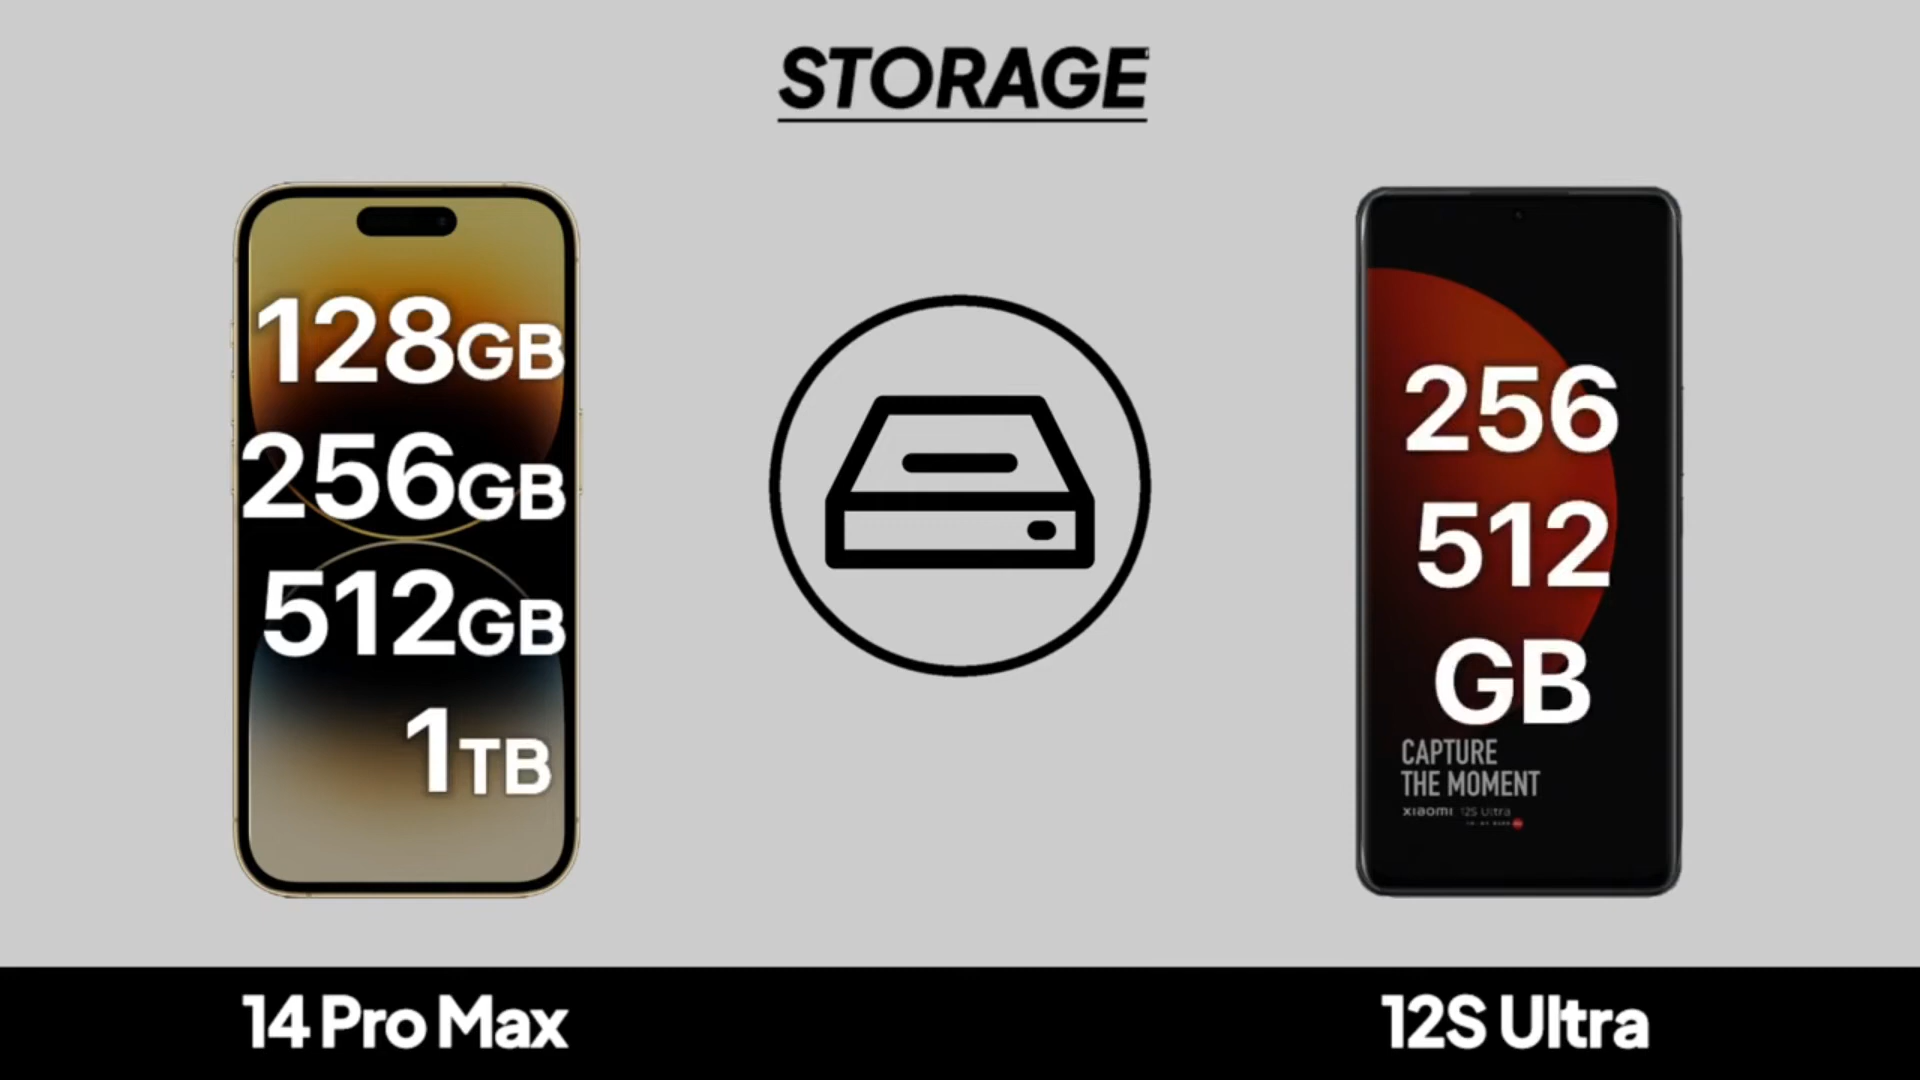 STORAGE
128GB
256GB
512GB
1TB
256
512
GB
CAPTURE
THE MOMENT
xiaomi 12S Ultra
14 Pro Max
12S Ultra